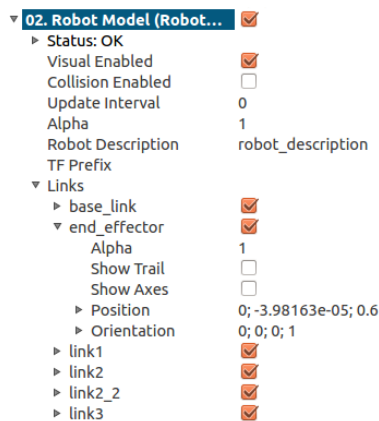 02. Robot Model (Robot...
Status: OK
Visual Enabled
Collision Enabled
Update Interval 0
Alpha 1
Robot Description robot_description
TF Prefix
Links
base_link
end_effector
Alpha 1
Show Trail
Show Axes
Position 0; -3.98163e-05; 0.6
Orientation 0; 0; 0; 1
link1
link2
link2_2
link3